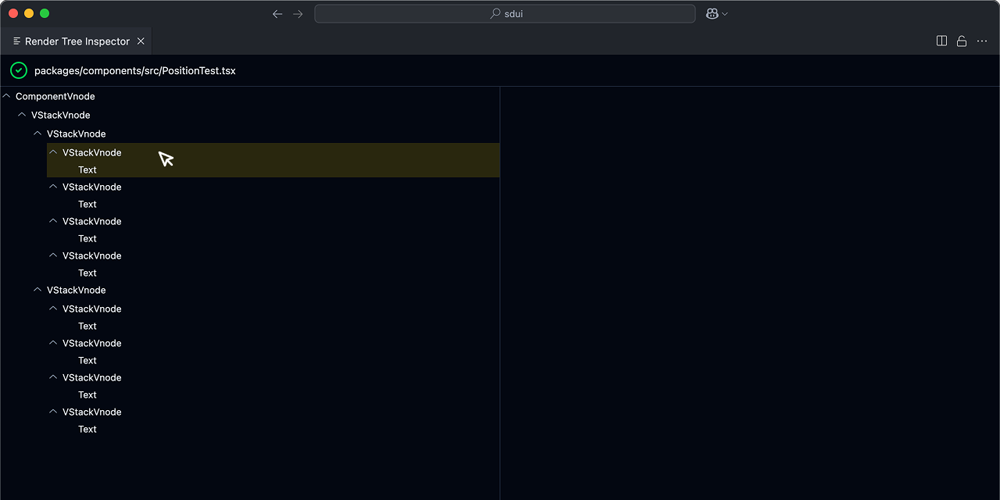 sdui
Render Tree Inspector
packages/components/src/PositionTest.tsx
ComponentVnode
VStackVnode
VStackVnode
VStackVnode
Text
VStackVnode
Text
VStackVnode
Text
VStackVnode
Text
VStackVnode
VStackVnode
Text
VStackVnode
Text
VStackVnode
Text
VStackVnode
Text